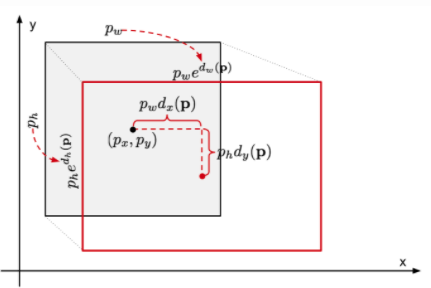 y
p_w
p_w e^{d_w(𝐩)}
p_w d_x(𝐩)
p_h
(p_x, p_y)
p_h d_y(𝐩)
p_h e^{d_h(𝐩)}
x